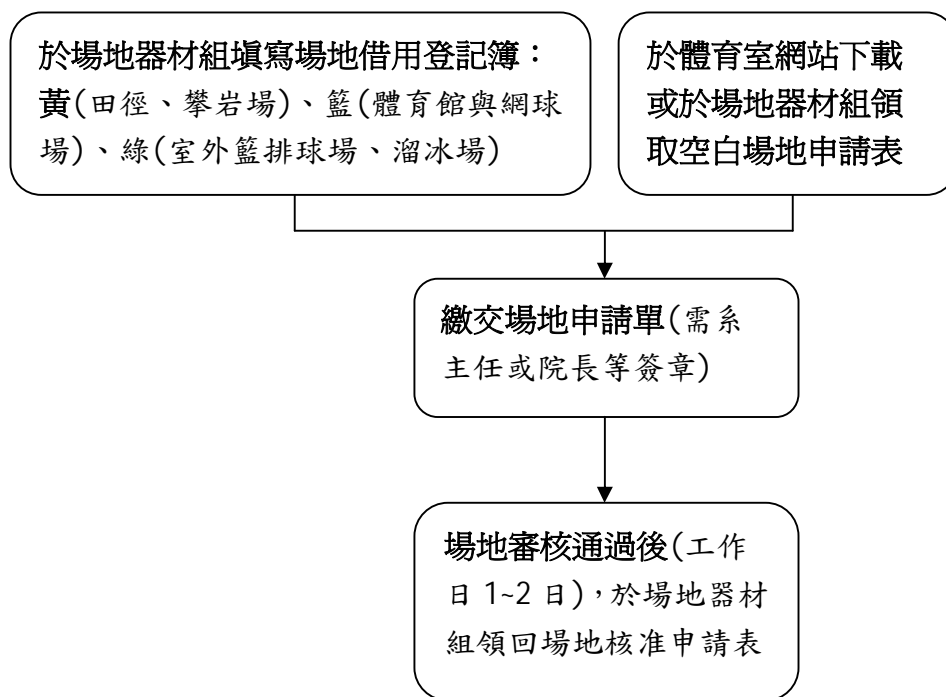 於場地器材組填寫場地借用登記簿：
黃(田徑、攀岩場)、籃(體育館與網球
場)、綠(室外籃排球場、溜冰場)
於體育室網站下載
或於場地器材組領
取空白場地申請表
繳交場地申請單(需系
主任或院長等簽章)
場地審核通過後(工作
日 1~2 日)，於場地器材
組領回場地核准申請表